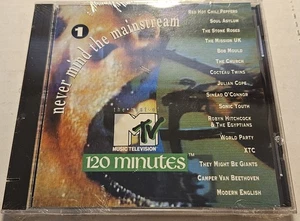 1
never mind the mainstream
RED HOT CHILI PEPPERS
SOUL ASYLUM
THE STONE ROSES
THE MISSION UK
BOB MOULD
THE CHURCH
COCTEAU TWINS
JULIAN COPE
SINÉAD O'CONNOR
SONIC YOUTH
ROBYN HITCHCOCK
& THE EGYPTIANS
WORLD PARTY
XTC
THEY MIGHT BE GIANTS
CAMPER VAN BEETHOVEN
MODERN ENGLISH
MTV
MUSIC TELEVISION
120 minutes™